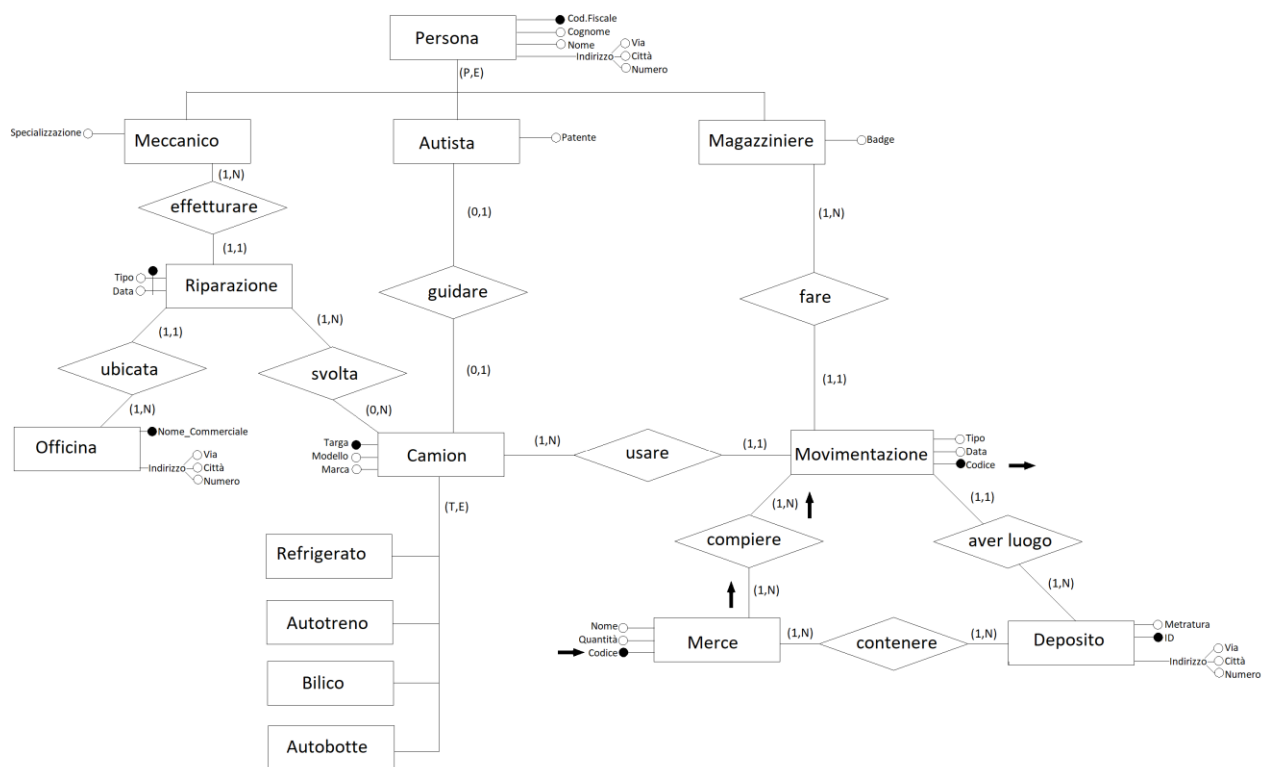 Persona
Cod.Fiscale
Cognome
Nome
Indirizzo
Via
Città
Numero
(P,E)
Specializzazione
Meccanico
Autista
Patente
Magazziniere
Badge
(1,N)
effetturare
(1,1)
(0,1)
guidare
(0,1)
(1,N)
fare
(1,1)
Tipo
Data
Riparazione
(1,1)
ubicata
(1,N)
(1,N)
svolta
(0,N)
Officina
Nome_Commerciale
Indirizzo
Via
Città
Numero
Targa
Modello
Marca
Camion
(1,N)
usare
(1,1)
Movimentazione
Tipo
Data
Codice
(T,E)
Refrigerato
Autotreno
Bilico
Autobotte
(1,N)
compiere
(1,N)
(1,1)
aver luogo
(1,N)
Nome
Quantità
Codice
Merce
(1,N)
contenere
(1,N)
Deposito
Metratura
ID
Indirizzo
Via
Città
Numero